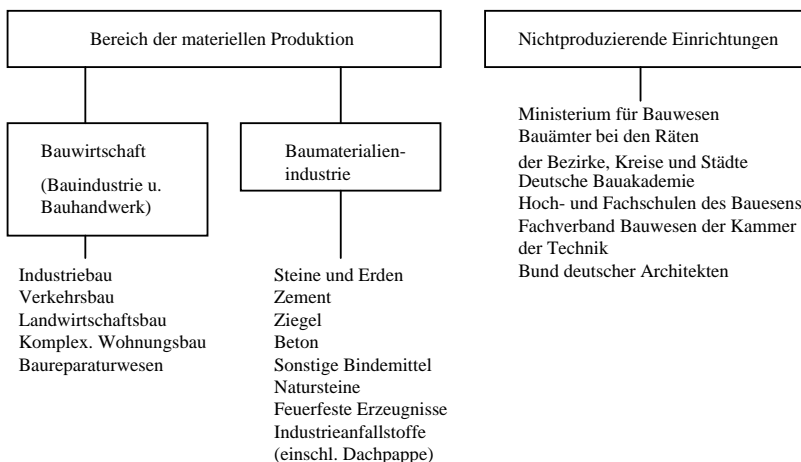 Bereich der materiellen Produktion
Nichtproduzierende Einrichtungen
Bauwirtschaft
(Bauindustrie u.
Bauhandwerk)
Baumaterialien-
industrie
Ministerium für Bauwesen
Bauämter bei den Räten
der Bezirke, Kreise und Städte
Deutsche Bauakademie
Hoch- und Fachschulen des Bauesens
Fachverband Bauwesen der Kammer
der Technik
Bund deutscher Architekten
Industriebau
Verkehrsbau
Landwirtschaftsbau
Komplex. Wohnungsbau
Baureparaturwesen
Steine und Erden
Zement
Ziegel
Beton
Sonstige Bindemittel
Natursteine
Feuerfeste Erzeugnisse
Industrieanfallstoffe
(einschl. Dachpappe)